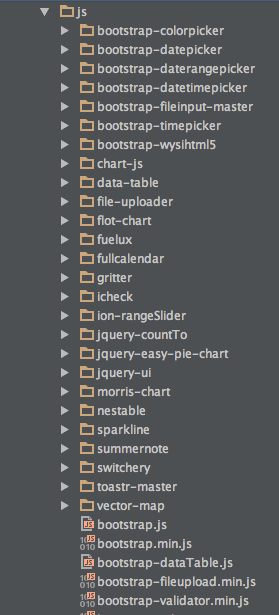 js
bootstrap-colorpicker
bootstrap-datepicker
bootstrap-daterangepicker
bootstrap-datetimepicker
bootstrap-fileinput-master
bootstrap-timepicker
bootstrap-wysihtml5
chart-js
data-table
file-uploader
flot-chart
fuelux
fullcalendar
gritter
icheck
ion-rangeSlider
jquery-countTo
jquery-easy-pie-chart
jquery-ui
morris-chart
nestable
sparkline
summernote
switchery
toastr-master
vector-map
bootstrap.js
bootstrap.min.js
bootstrap-dataTable.js
bootstrap-fileupload.min.js
bootstrap-validator.min.js